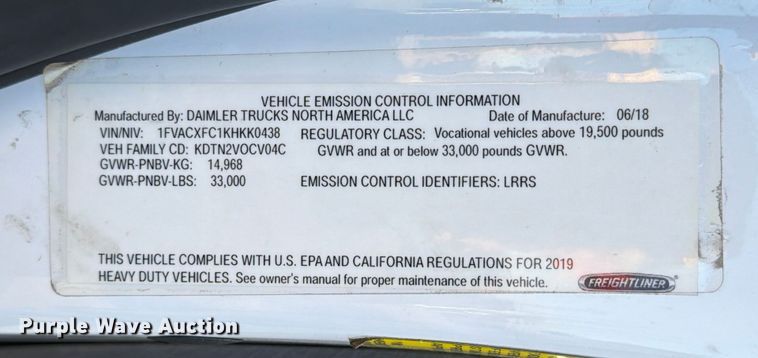 VEHICLE EMISSION CONTROL INFORMATION
Manufactured By: DAIMLER TRUCKS NORTH AMERICA LLC Date of Manufacture: 06/18
VIN/NIV: 1FVACXFC1KHKK0438 REGULATORY CLASS: Vocational vehicles above 19,500 pounds
VEH FAMILY CD: KDTN2VOCV04C GVWR and at or below 33,000 pounds GVWR.
GVWR-PNBV-KG: 14,968
GVWR-PNBV-LBS: 33,000 EMISSION CONTROL IDENTIFIERS: LRRS
THIS VEHICLE COMPLIES WITH U.S. EPA AND CALIFORNIA REGULATIONS FOR 2019
HEAVY DUTY VEHICLES. See owner's manual for proper maintenance of this vehicle.
FREIGHTLINER
Purple Wave Auction